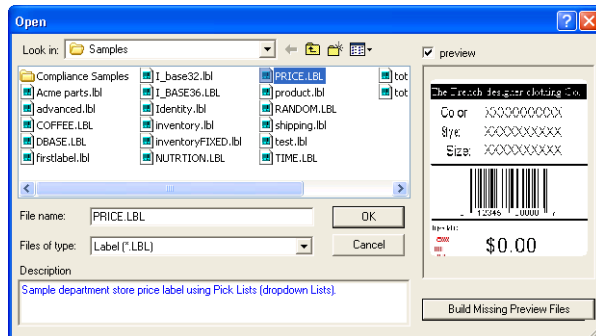 Open
Look in: Samples
preview
Compliance Samples
Acme parts.lbl
advanced.lbl
COFFEE.LBL
DBASE.LBL
firstlabel.lbl
I_base32.lbl
I_BASE36.LBL
Identity.lbl
inventory.lbl
inventoryFIXED.lbl
NUTRTION.LBL
PRICE.LBL
product.lbl
RANDOM.LBL
shipping.lbl
test.lbl
TIME.LBL
tot
tot
The French designer clothing Co.
Color XXXXXXXXXX
Stye: XXXXXXXXXX
Size: XXXXXXXXXX
12346
$0.00
File name: PRICE.LBL
OK
Files of type: Label (*.LBL)
Cancel
Description
Sample department store price label using Pick Lists (dropdown Lists).
Build Missing Preview Files